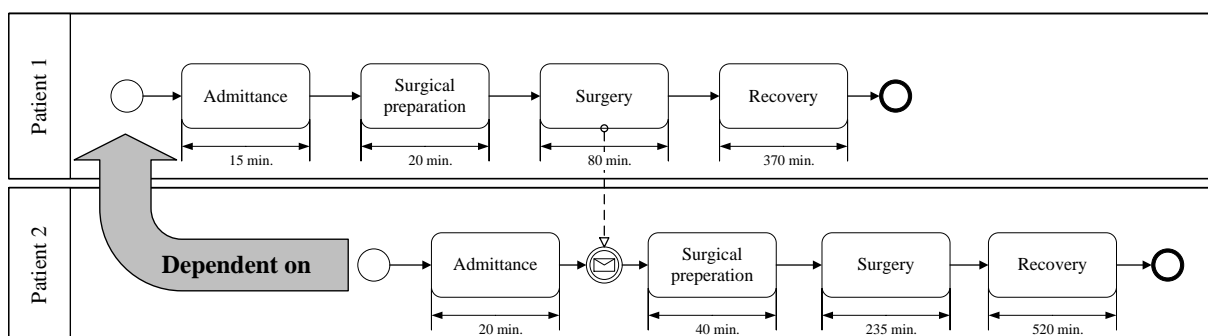 Patient 1
Admittance
Surgical
preparation
Surgery
Recovery
15 min.
20 min.
80 min.
370 min.
Patient 2
Dependent on
Admittance
Surgical
preperation
Surgery
Recovery
20 min.
40 min.
235 min.
520 min.